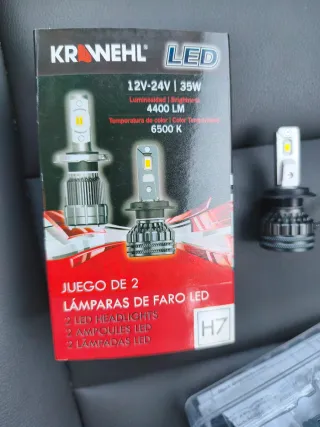 KRAWEHL LED
12V-24V | 35W
Luminosidad | Brightness
4400 LM
Temperatura de color | Color Temperature
6500 K
JUEGO DE 2
LÁMPARAS DE FARO LED
2 LED HEADLIGHTS
2 AMPOULES LED
2 LÂMPADAS LED
H7